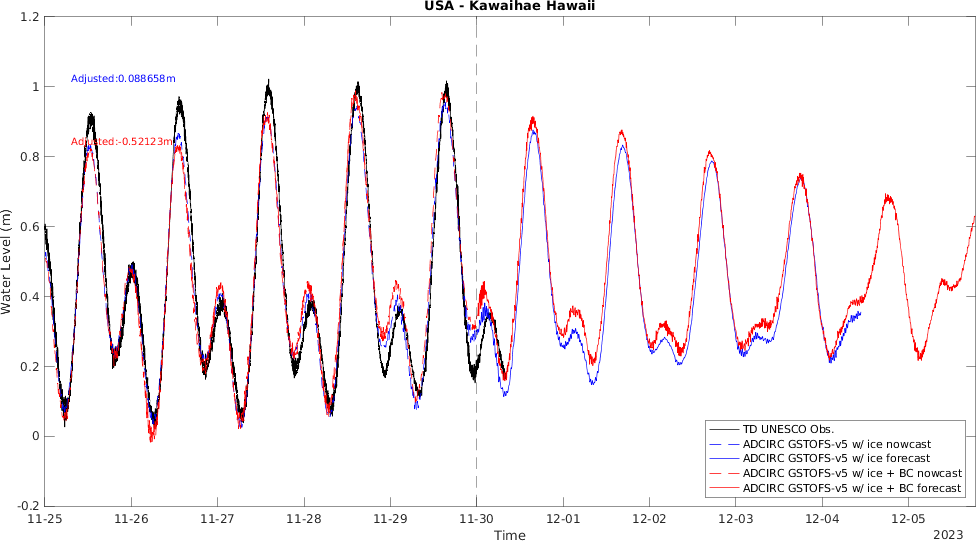 USA - Kawaihae Hawaii
1.2
1
0.8
0.6
0.4
0.2
0
-0.2
Water Level (m)
Adjusted:0.088658m
Adjusted:-0.52123m
TD UNESCO Obs.
ADCIRC GSTOFS-v5 w/ ice nowcast
ADCIRC GSTOFS-v5 w/ ice forecast
ADCIRC GSTOFS-v5 w/ ice + BC nowcast
ADCIRC GSTOFS-v5 w/ ice + BC forecast
11-25 11-26 11-27 11-28 11-29 11-30 12-01 12-02 12-03 12-04 12-05
Time
2023